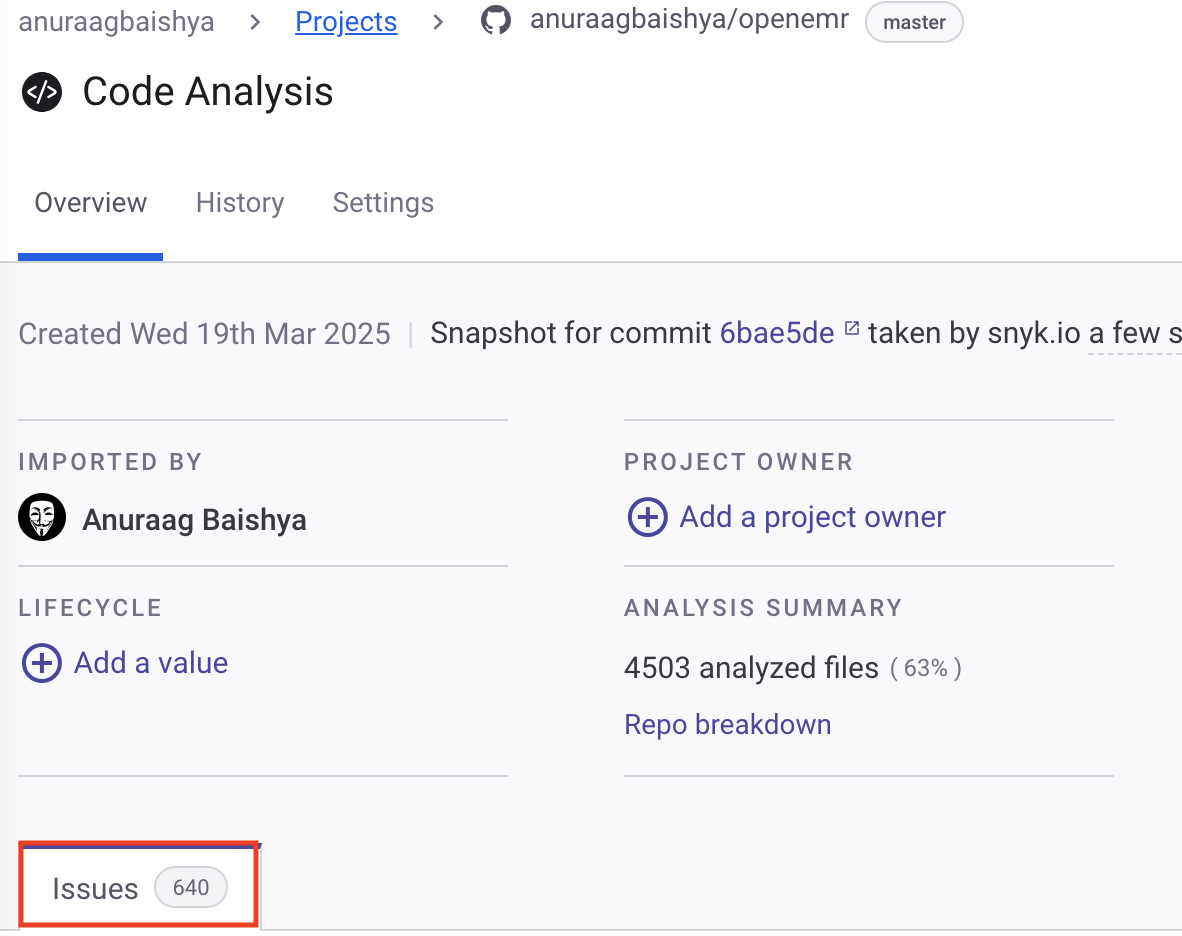 anuraagbaishya > Projects > anuraagbaishya/openemr master
</> Code Analysis
Overview History Settings
Created Wed 19th Mar 2025 | Snapshot for commit 6bae5de taken by snyk.io a few s
IMPORTED BY
Anuraag Baishya
PROJECT OWNER
Add a project owner
LIFECYCLE
Add a value
ANALYSIS SUMMARY
4503 analyzed files ( 63% )
Repo breakdown
Issues 640